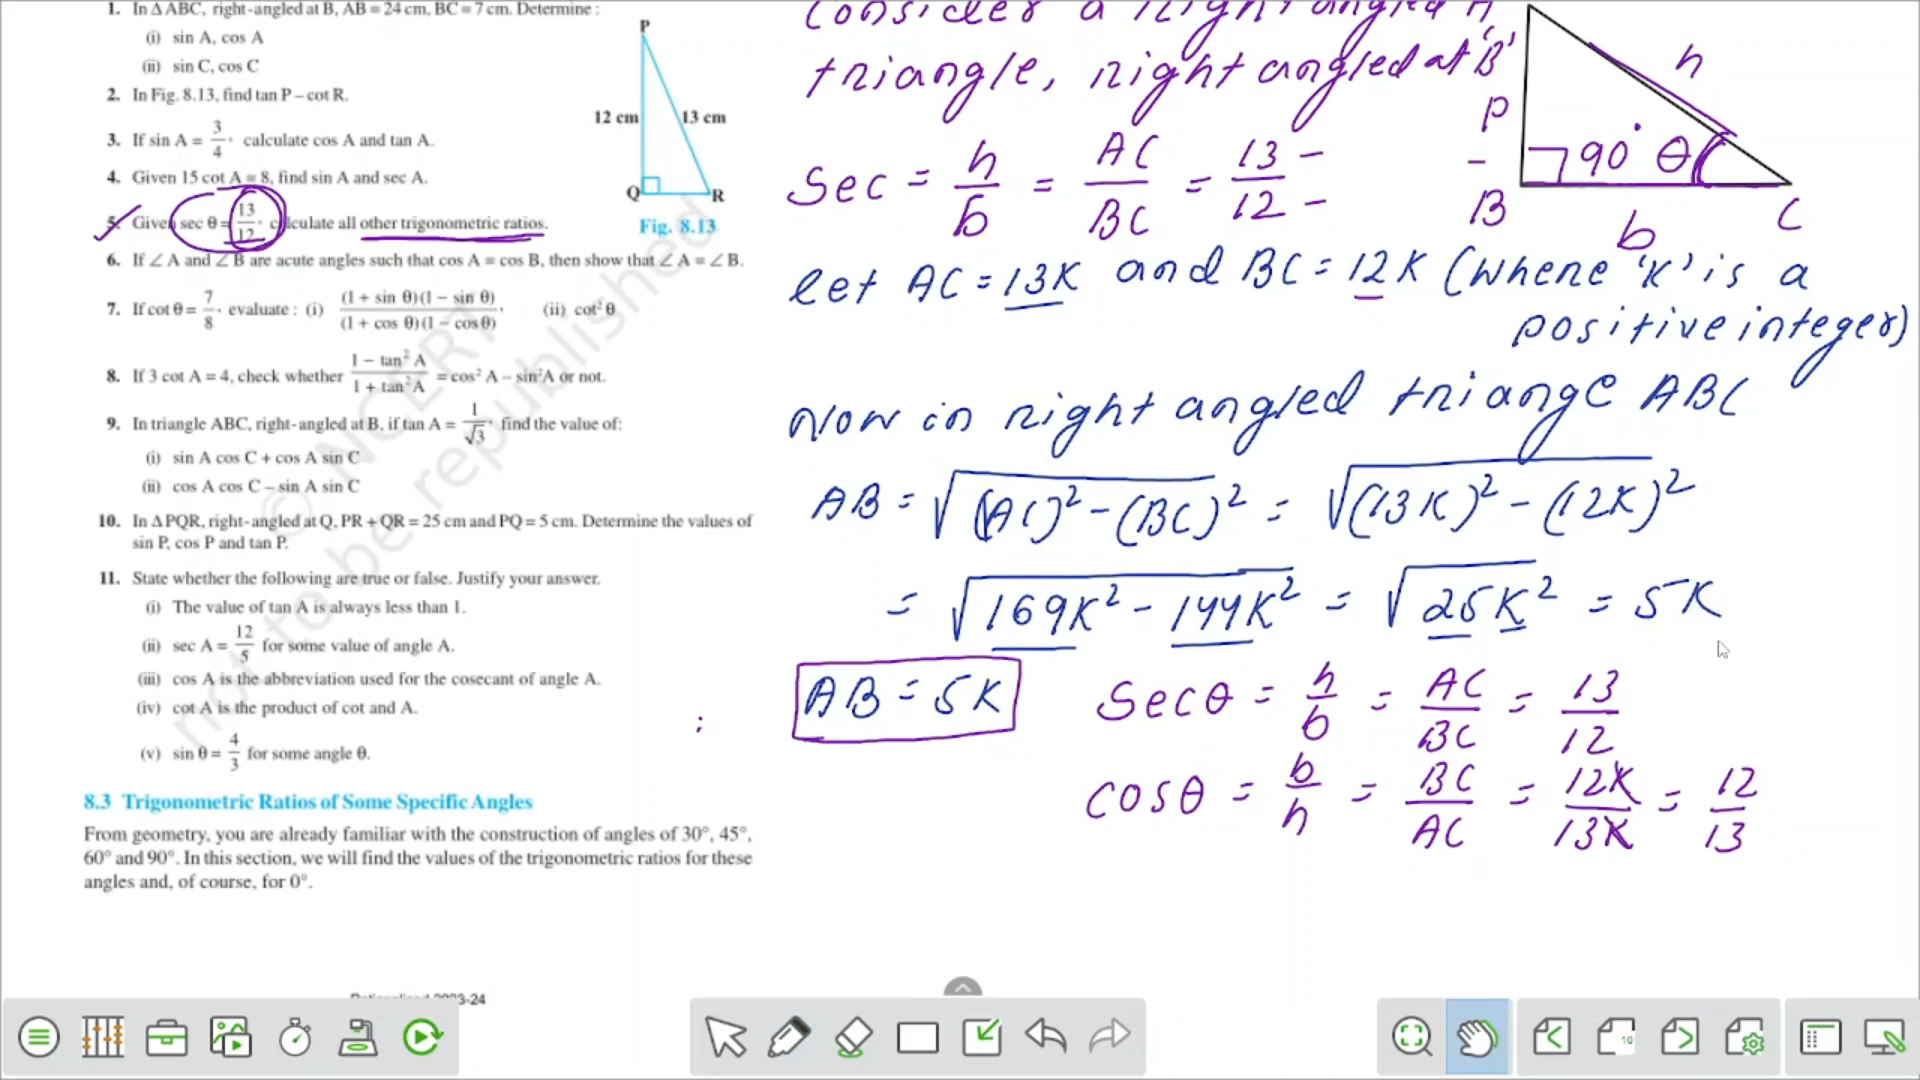 1. In Δ ABC, right-angled at B, AB = 24 cm, BC = 7 cm. Determine :
(i) sin A, cos A
(ii) sin C, cos C
2. In Fig. 8.13, find tan P – cot R.
3. If sin A = 3/4, calculate cos A and tan A.
4. Given 15 cot A = 8, find sin A and sec A.
5. Given sec θ = 13/12, calculate all other trigonometric ratios.
6. If ∠ A and ∠ B are acute angles such that cos A = cos B, then show that ∠ A = ∠ B.
7. If cot θ = 7/8, evaluate : (i) (1 + sin θ)(1 – sin θ)/(1 + cos θ)(1 – cos θ), (ii) cot² θ
8. If 3 cot A = 4, check whether (1 – tan² A)/(1 + tan² A) = cos² A – sin² A or not.
9. In triangle ABC, right-angled at B, if tan A = 1/√3, find the value of:
(i) sin A cos C + cos A sin C
(ii) cos A cos C – sin A sin C
10. In Δ PQR, right-angled at Q, PR + QR = 25 cm and PQ = 5 cm. Determine the values of
sin P, cos P and tan P.
11. State whether the following are true or false. Justify your answer.
(i) The value of tan A is always less than 1.
(ii) sec A = 12/5 for some value of angle A.
(iii) cos A is the abbreviation used for the cosecant of angle A.
(iv) cot A is the product of cot and A.
(v) sin θ = 4/3 for some angle θ.
8.3 Trigonometric Ratios of Some Specific Angles
From geometry, you are already familiar with the construction of angles of 30°, 45°,
60° and 90°. In this section, we will find the values of the trigonometric ratios for these
angles and, of course, for 0°.
3-24
P
12 cm
13 cm
Q
R
Fig. 8.13
© NCERT
not to be republished
Consider a right angled
triangle, right angled at 'B'
Sec = h/b = AC/BC = 13/12
let AC = 13K and BC = 12K (where 'K' is a
positive integer)
Now in right angled triange ABC
AB = √(AC)² - (BC)² = √(13K)² - (12K)²
= √169K² - 144K² = √25K² = 5K
AB = 5K
Secθ = h/b = AC/BC = 13/12
cosθ = b/h = BC/AC = 12K/13K = 12/13
h
P
90° θ
B
b
C
10